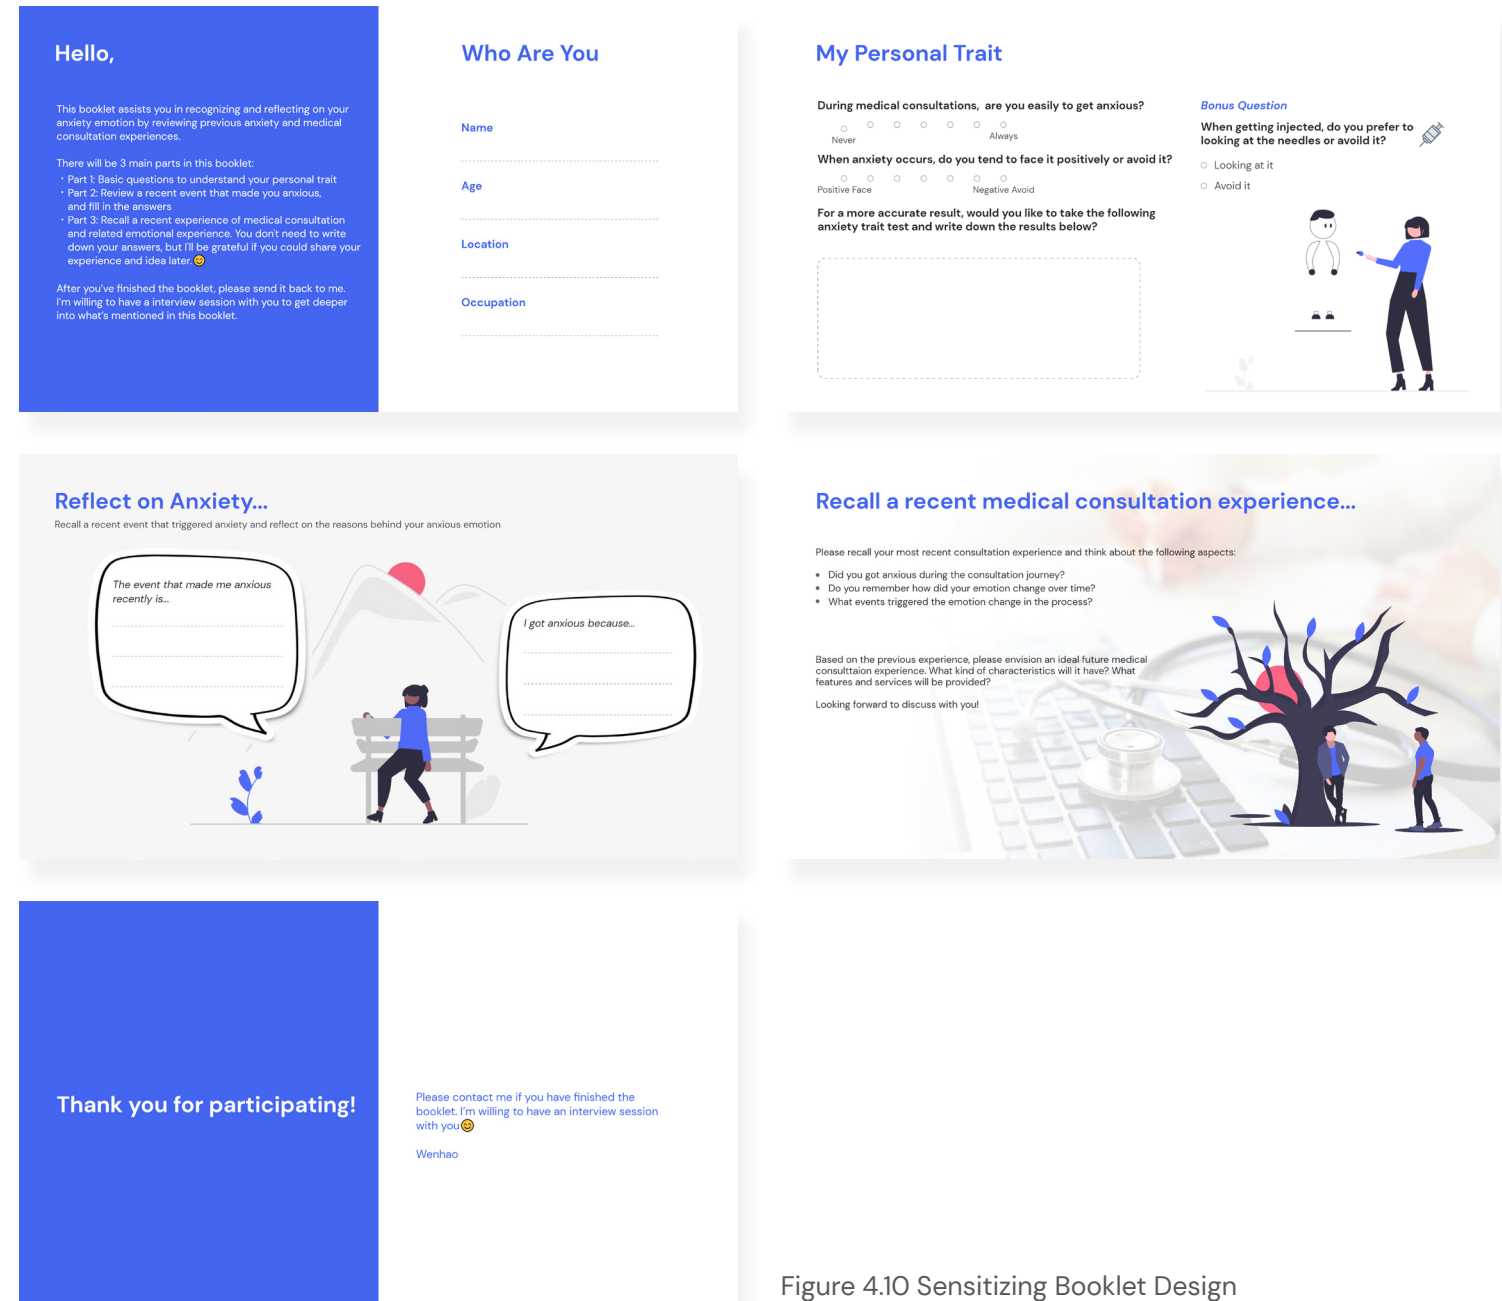 Hello,
This booklet assists you in recognizing and reflecting on your
anxiety emotion by reviewing previous anxiety and medical
consultation experiences.
There will be 3 main parts in this booklet:
· Part 1: Basic questions to understand your personal trait
· Part 2: Review a recent event that made you anxious,
and fill in the answers
· Part 3: Recall a recent experience of medical consultation
and related emotional experience. You don't need to write
down your answers, but I'll be grateful if you could share your
experience and idea later.😊
After you've finished the booklet, please send it back to me.
I'm willing to have a interview session with you to get deeper
into what's mentioned in this booklet.
Who Are You
Name
Age
Location
Occupation
My Personal Trait
During medical consultations, are you easily to get anxious?
Never
Always
When anxiety occurs, do you tend to face it positively or avoid it?
Positive Face
Negative Avoid
For a more accurate result, would you like to take the following
anxiety trait test and write down the results below?
Bonus Question
When getting injected, do you prefer to
looking at the needles or avoild it?
Looking at it
Avoid it
Reflect on Anxiety...
Recall a recent event that triggered anxiety and reflect on the reasons behind your anxious emotion
The event that made me anxious
recently is...
I got anxious because...
Recall a recent medical consultation experience...
Please recall your most recent consultation experience and think about the following aspects:
• Did you got anxious during the consultation journey?
• Do you remember how did your emotion change over time?
• What events triggered the emotion change in the process?
Based on the previous experience, please envision an ideal future medical
consulttaion experience. What kind of characteristics will it have? What
features and services will be provided?
Looking forward to discuss with you!
Thank you for participating!
Please contact me if you have finished the
booklet. I'm willing to have an interview session
with you😊
Wenhao
Figure 4.10 Sensitizing Booklet Design